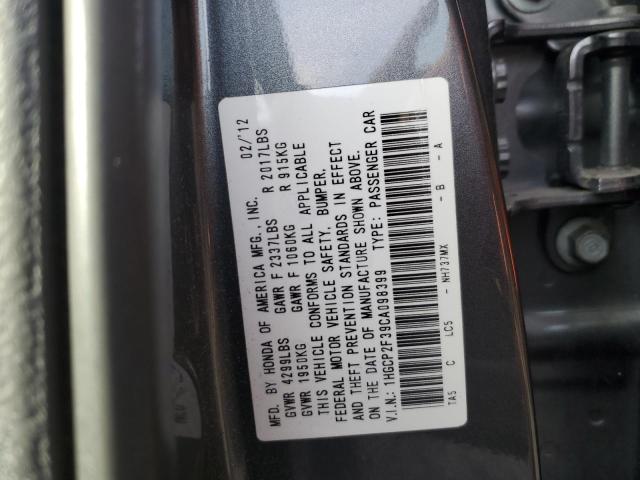 MFD. BY HONDA OF AMERICA MFG., INC. 02/'12
GVWR 4299LBS GAWR F 2337LBS R 2017LBS
GVWR 1950KG GAWR F 1060KG R 915KG
THIS VEHICLE CONFORMS TO ALL APPLICABLE
FEDERAL MOTOR VEHICLE SAFETY, BUMPER,
AND THEFT PREVENTION STANDARDS IN EFFECT
ON THE DATE OF MANUFACTURE SHOWN ABOVE.
V.I.N.: 1HGCP2F39CA098399 TYPE: PASSENGER CAR
TA5 C LC5 - NH737MX - B - A